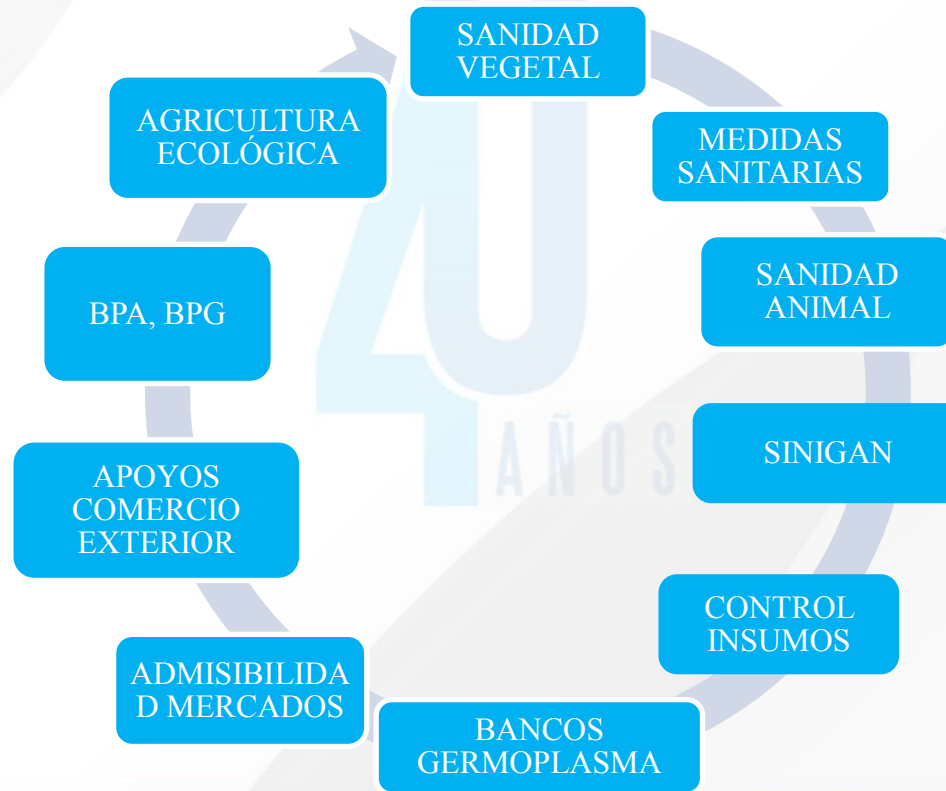 SANIDAD
VEGETAL
MEDIDAS
SANITARIAS
SANIDAD
ANIMAL
SINIGAN
CONTROL
INSUMOS
BANCOS
GERMOPLASMA
ADMISIBILIDA
D MERCADOS
APOYOS
COMERCIO
EXTERIOR
BPA, BPG
AGRICULTURA
ECOLÓGICA
40
AÑOS